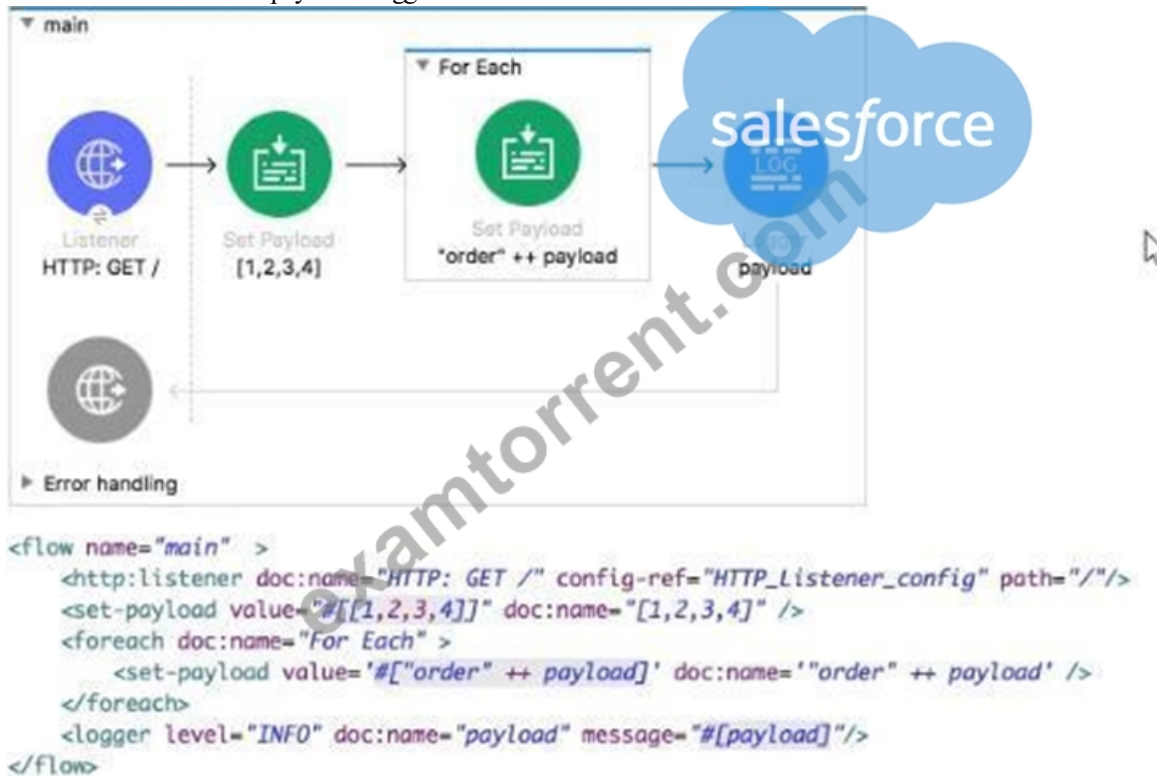 main
For Each
salesforce
LOG
Listener
HTTP: GET /
Set Payload
[1,2,3,4]
Set Payload
"order" ++ payload
payload
Error handling
examtorrent.com
<flow name="main" >
<http:listener doc:name="HTTP: GET /" config-ref="HTTP_Listener_config" path="/"/>
<set-payload value="#[[1,2,3,4]]" doc:name="[1,2,3,4]" />
<foreach doc:name="For Each" >
<set-payload value='#["order" ++ payload]' doc:name='"order" ++ payload' />
</foreach>
<logger level="INFO" doc:name="payload" message="#[payload]"/>
</flow>